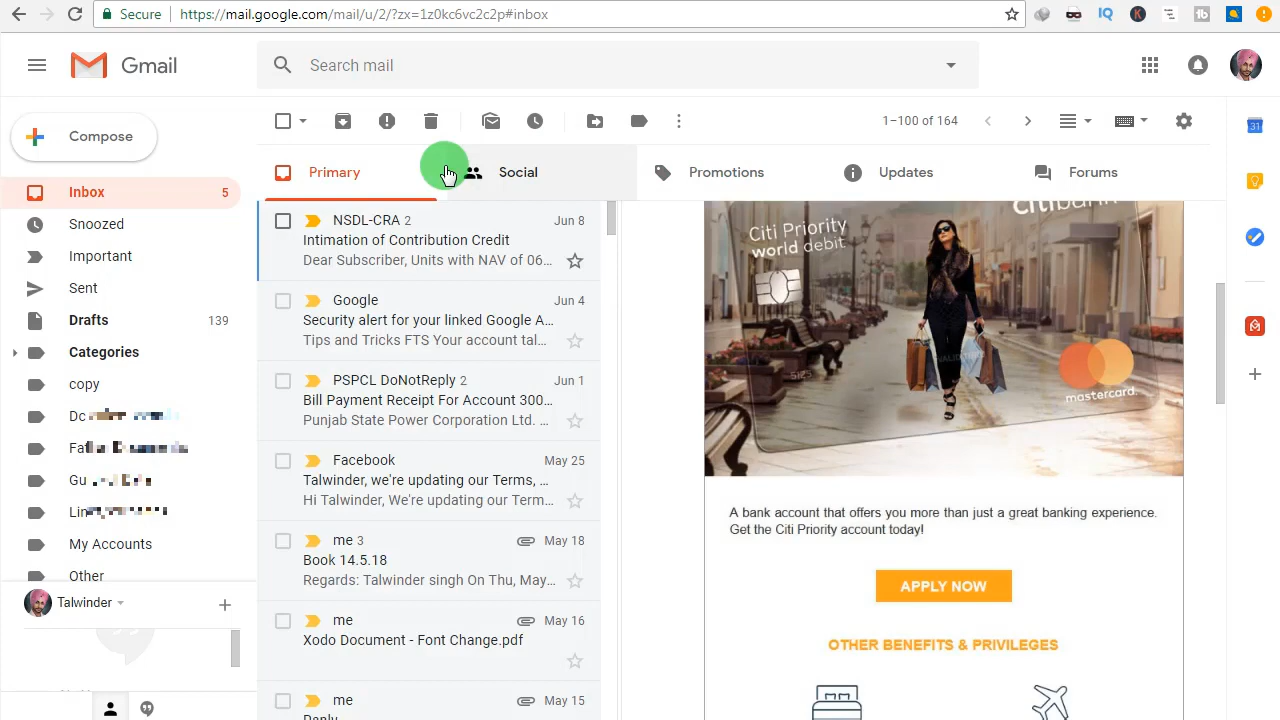 Secure https://mail.google.com/mail/u/2/?zx=1z0kc6vc2c2p#inbox
Gmail
Search mail
Compose
1–100 of 164
Primary
Social
Promotions
Updates
Forums
Inbox 5
Snoozed
Important
Sent
Drafts 139
Categories
copy
My Accounts
Other
Talwinder
NSDL-CRA 2 Jun 8
Intimation of Contribution Credit
Dear Subscriber, Units with NAV of 06...
Google Jun 4
Security alert for your linked Google A...
Tips and Tricks FTS Your account tal...
PSPCL DoNotReply 2 Jun 1
Bill Payment Receipt For Account 300...
Punjab State Power Corporation Ltd. ...
Facebook May 25
Talwinder, we're updating our Terms, ...
Hi Talwinder, We're updating our Term...
me 3 May 18
Book 14.5.18
Regards: Talwinder singh On Thu, May...
me May 16
Xodo Document - Font Change.pdf
me May 15
citibank
Citi Priority
world debit
5125
mastercard.
A bank account that offers you more than just a great banking experience.
Get the Citi Priority account today!
APPLY NOW
OTHER BENEFITS & PRIVILEGES
31